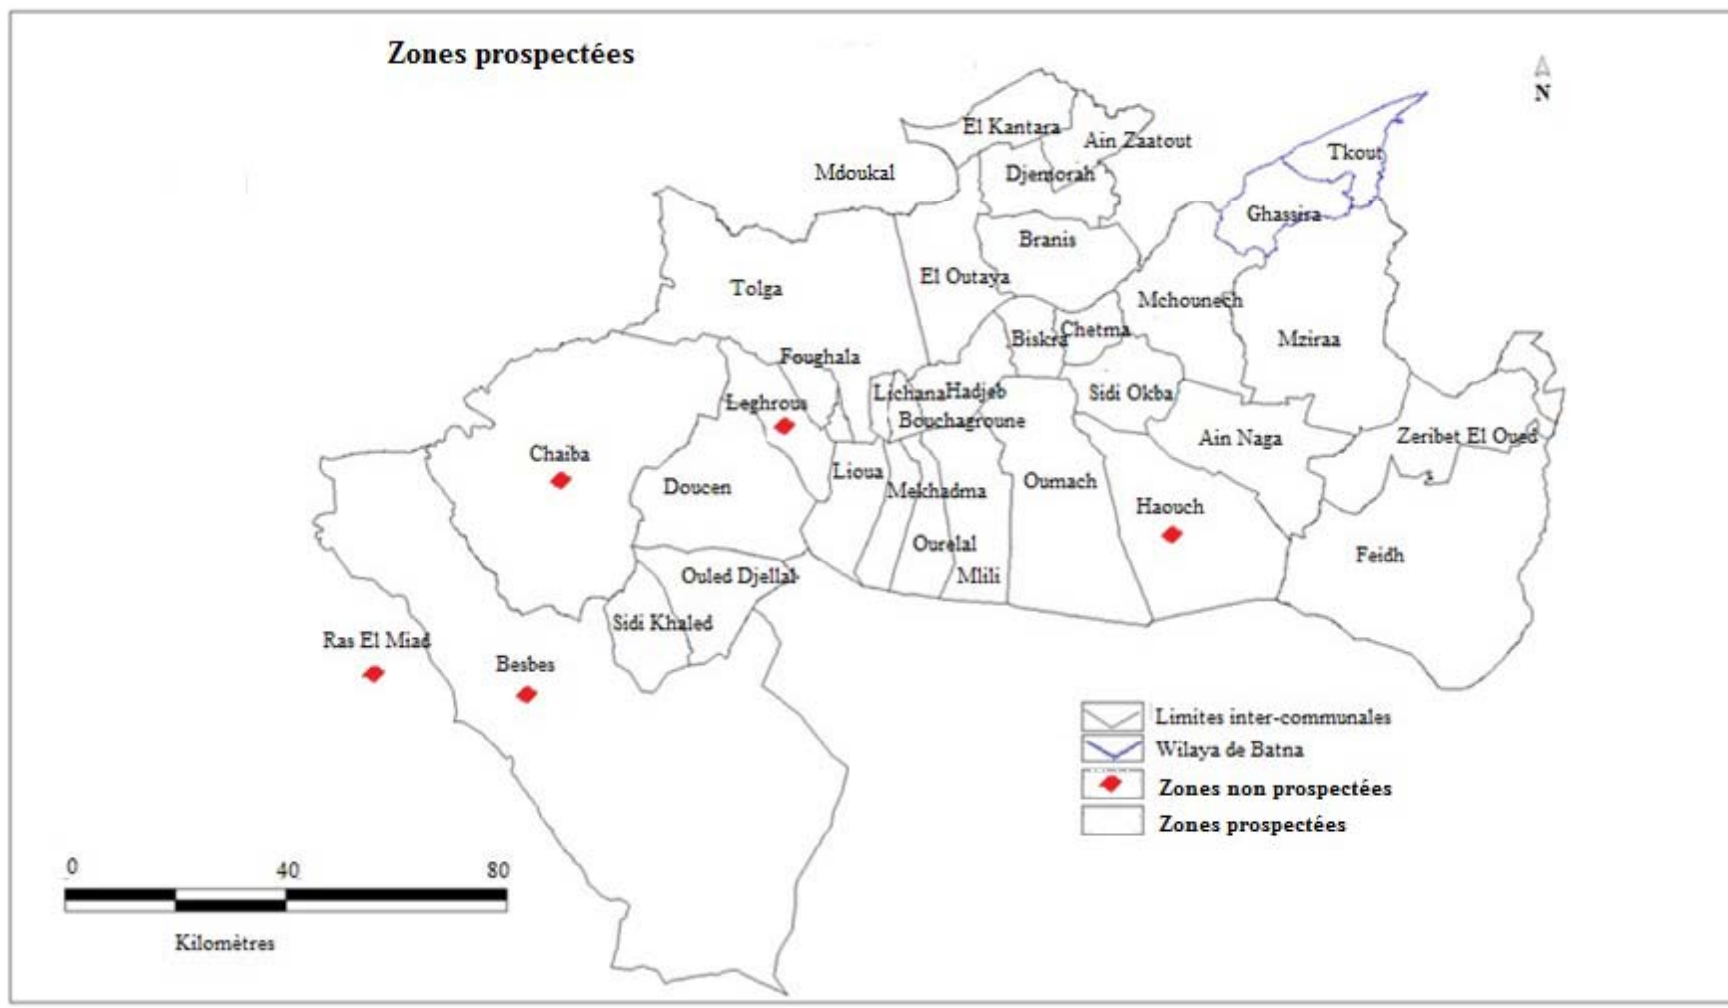 Zones prospectées
N
El Kantara
Ain Zaatout
Tkout
Mdoukal
Djemorah
Ghassira
Branis
El Outaya
Tolga
Mchounech
Chetma
Biskra
Mziraa
Foughala
Lichana
Hadjeb
Sidi Okba
Leghrous
Bouchagroune
Ain Naga
Zeribet El Oued
Chaiba
Lioua
Doucen
Mekhadma
Oumach
Haouch
Ourelal
Feidh
Ouled Djellal
Mlili
Sidi Khaled
Ras El Miad
Besbes
Limites inter-communales
Wilaya de Batna
Zones non prospectées
Zones prospectées
0 40 80
Kilomètres